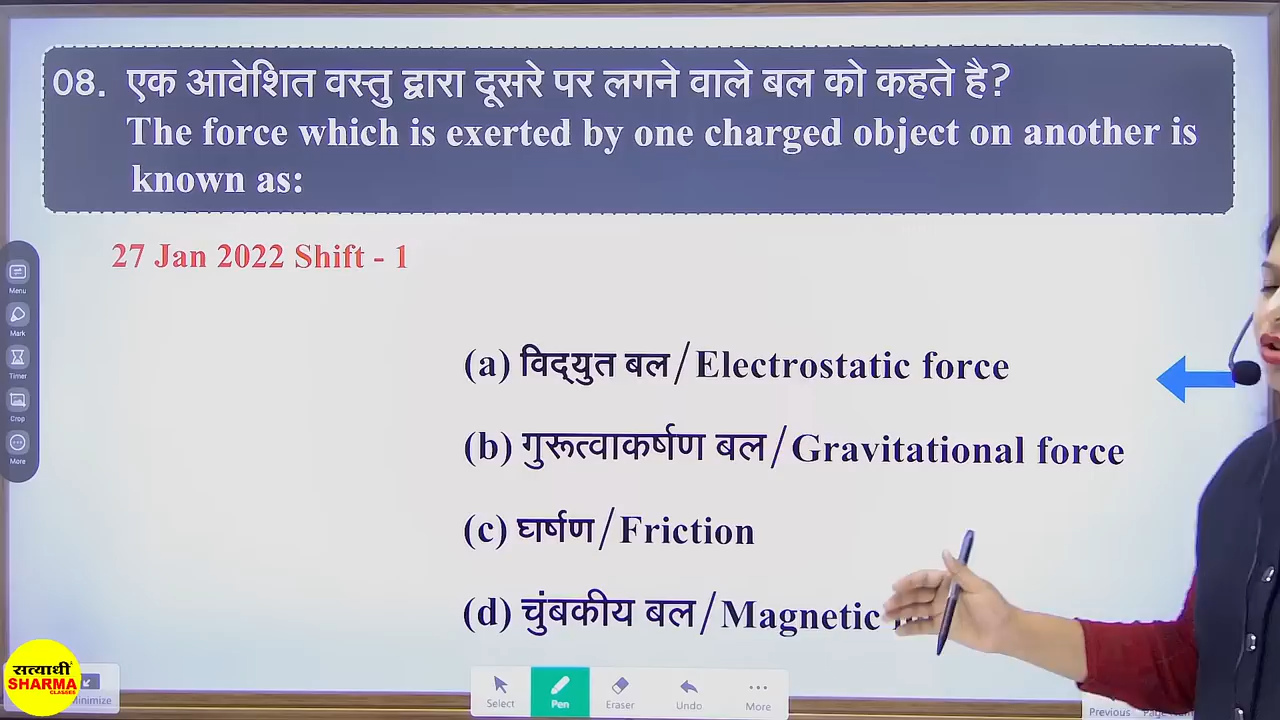 08. एक आवेशित वस्तु द्वारा दूसरे पर लगने वाले बल को कहते है?
The force which is exerted by one charged object on another is
known as:
27 Jan 2022 Shift - 1
(a) विद्युत बल/Electrostatic force
(b) गुरूत्वाकर्षण बल/Gravitational force
(c) घार्षण/Friction
(d) चुंबकीय बल/Magnetic
Menu
Mark
Timer
Crop
More
सत्यार्थी
SHARMA
CLASSES
Minimize
Select
Pen
Eraser
Undo
More
Previous